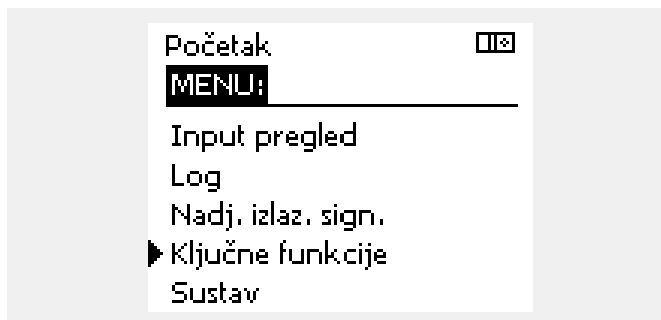 Početak
MENU:
Input pregled
Log
Nadj. izlaz. sign.
Ključne funkcije
Sustav